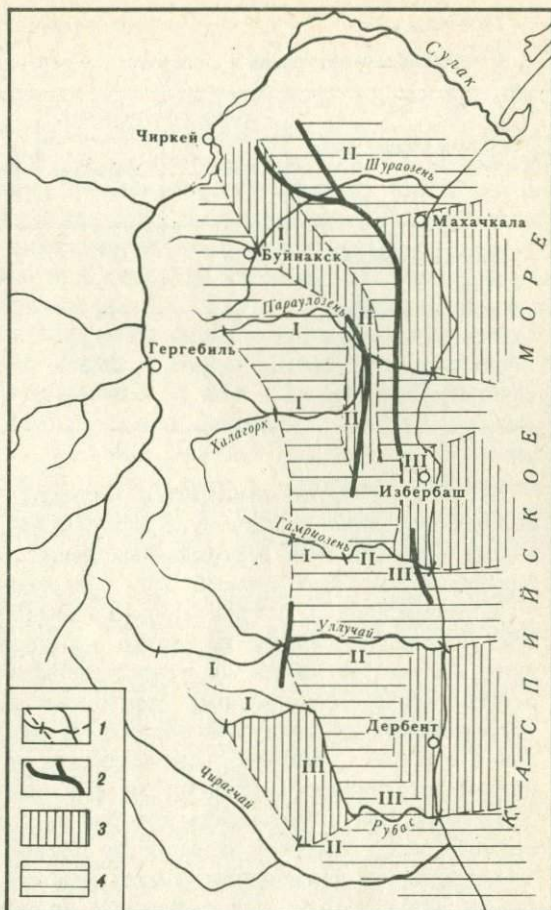 Сулак
Чиркей
II
Шураозень
Махачкала
I
Буйнакск
Параулозень
I
II
Гергебиль
I
II
Халагорк
III
Избербаш
Гамриозень
I
II
III
Уллучай
II
I
I
Дербент
III
III
Чирагчай
Рубас
II
КАСПИЙСКОЕ МОРЕ
1
2
3
4